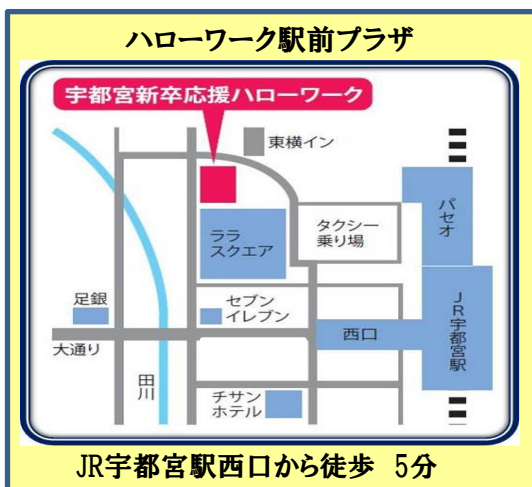 ハローワーク駅前プラザ
宇都宮新卒応援ハローワーク
東横イン
パセオ
タクシー
乗り場
ララ
スクエア
足銀
セブン
イレブン
JR宇都宮駅
西口
大通り
田川
チサン
ホテル
JR宇都宮駅西口から徒歩 5分